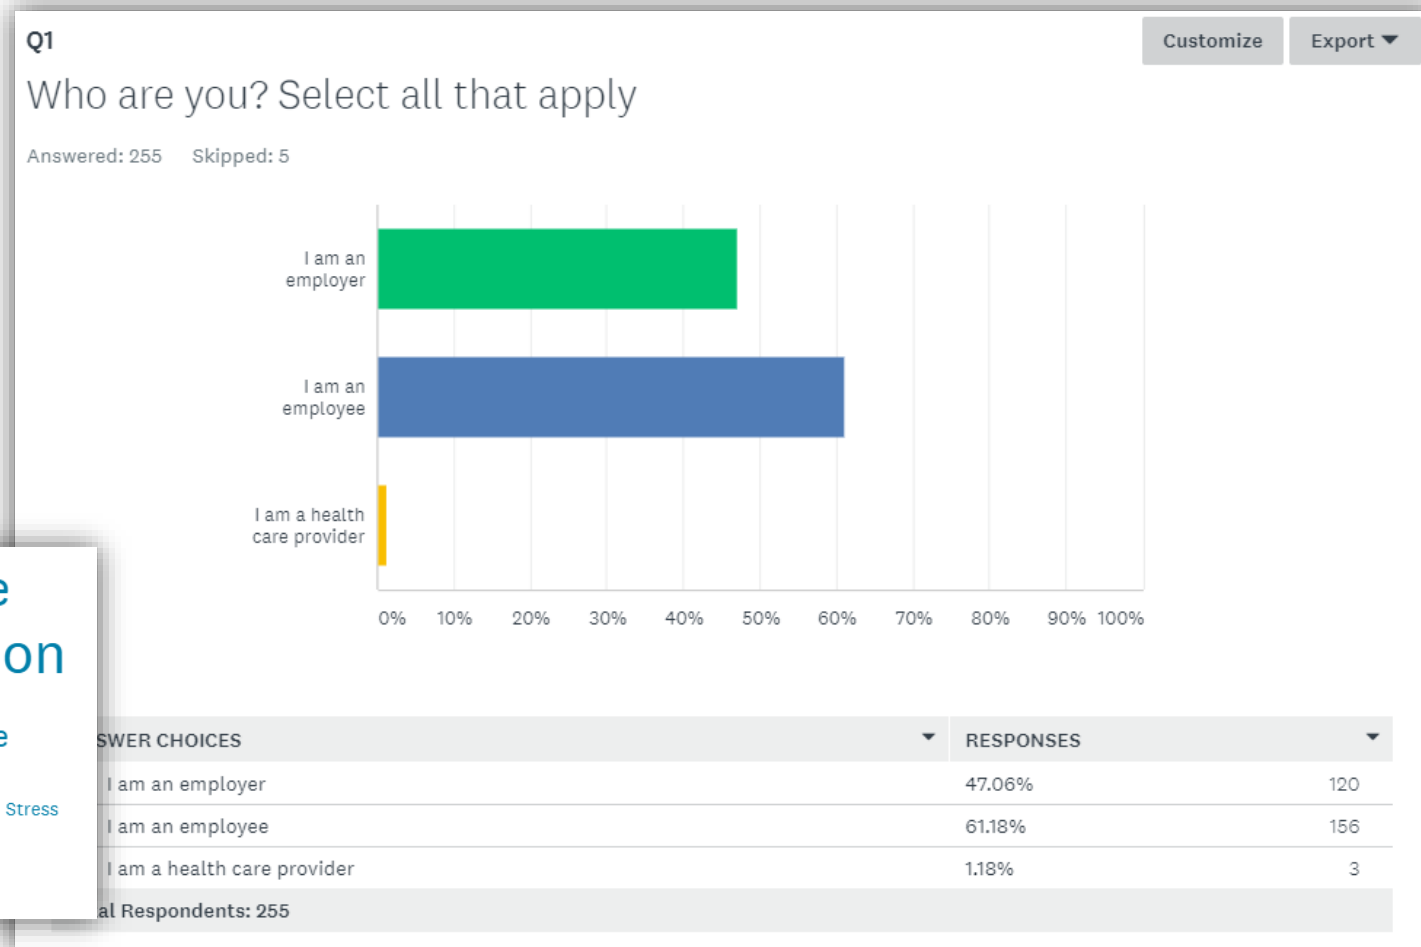 Q1
Customize
Export
Who are you? Select all that apply
Answered: 255 Skipped: 5
I am an
employer
I am an
employee
I am a health
care provider
0% 10% 20% 30% 40% 50% 60% 70% 80% 90% 100%
e
on
e
Stress
SWER CHOICES RESPONSES
I am an employer 47.06% 120
I am an employee 61.18% 156
I am a health care provider 1.18% 3
al Respondents: 255